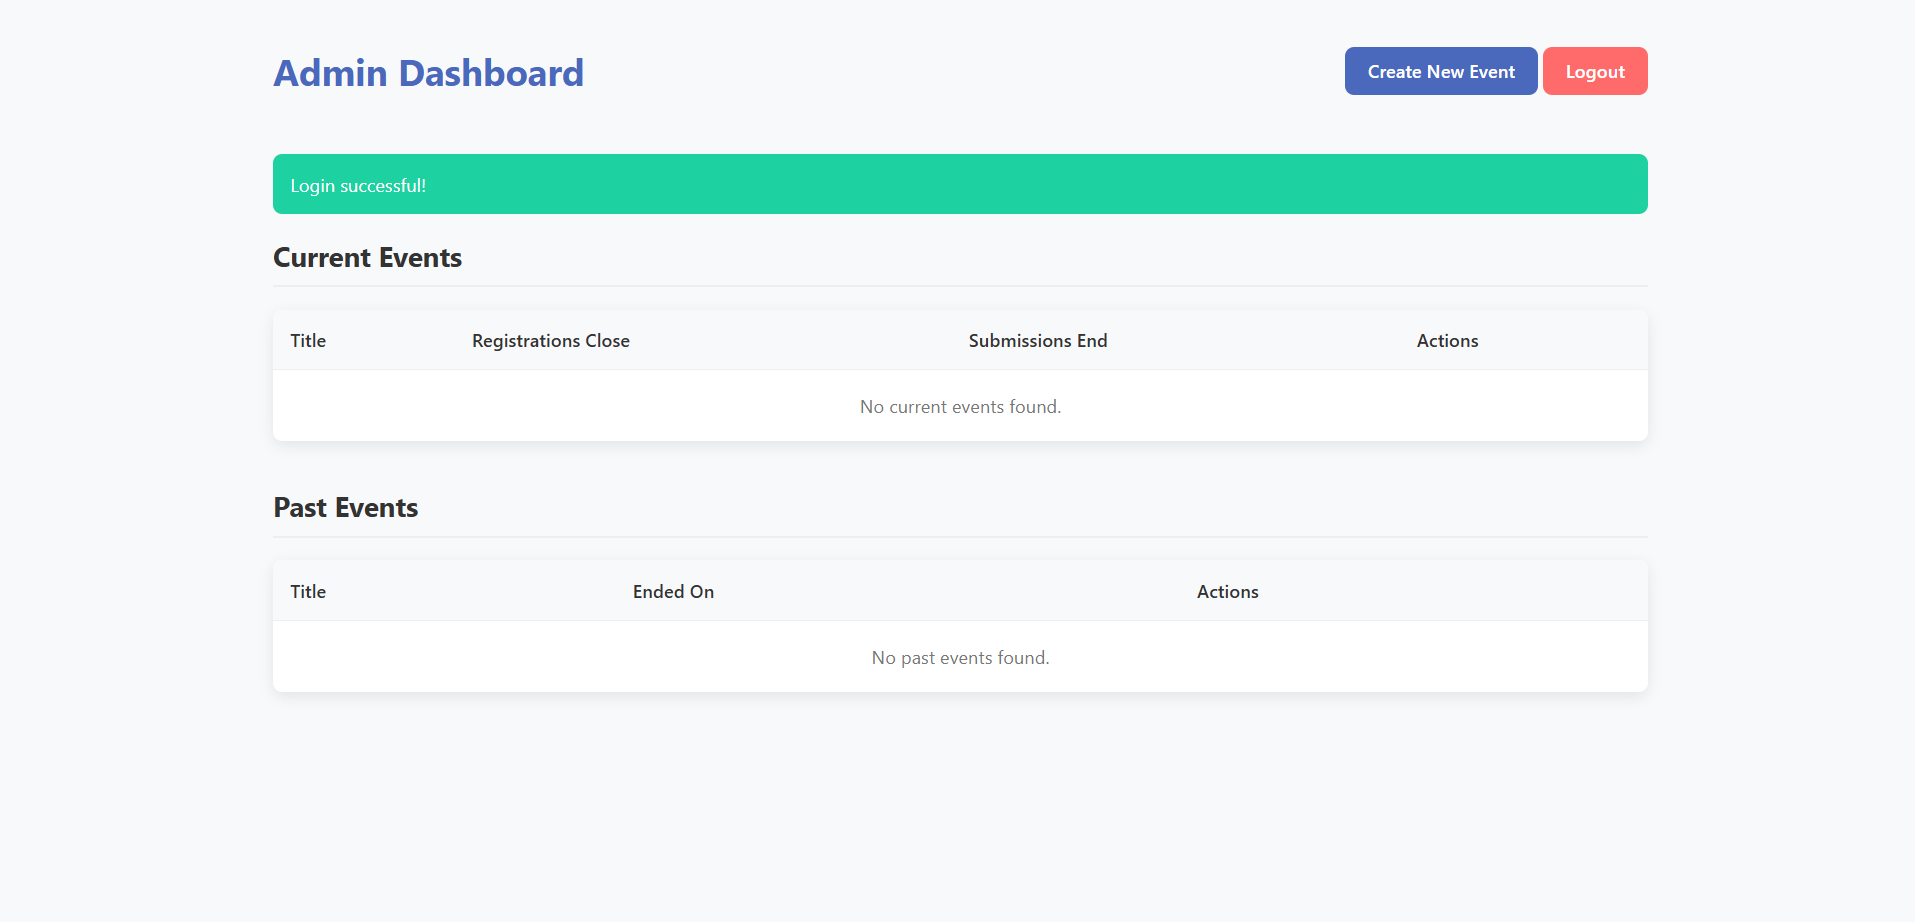 Admin Dashboard
Create New Event
Logout
Login successful!
Current Events
Title Registrations Close Submissions End Actions
No current events found.
Past Events
Title Ended On Actions
No past events found.